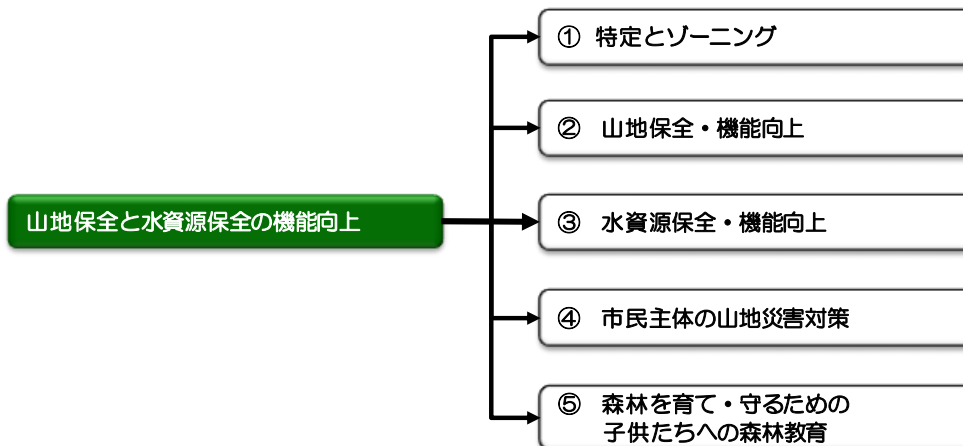 ① 特定とゾーニング
② 山地保全・機能向上
山地保全と水資源保全の機能向上
③ 水資源保全・機能向上
④ 市民主体の山地災害対策
⑤ 森林を育て・守るための
子供たちへの森林教育